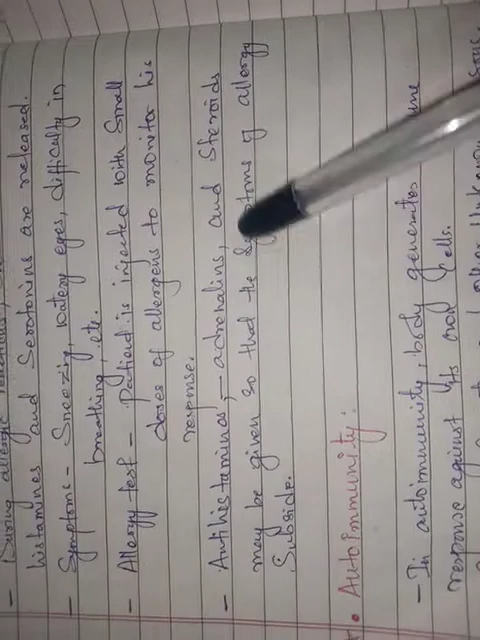 - During allergic reactions,
histamines and Serotonins are released.
- Symptoms - Sneezing, watery eyes, difficulty in
breathing, etc.
- Allergy test - Patient is injected with small
doses of allergens to monitor his
response.
- Antihistamines, - adrenalins, and Steroids
may be given so that the Symptoms of allergy
Subside.
• Autoimmunity:
- In autoimmunity, body generates
response against its own cells.